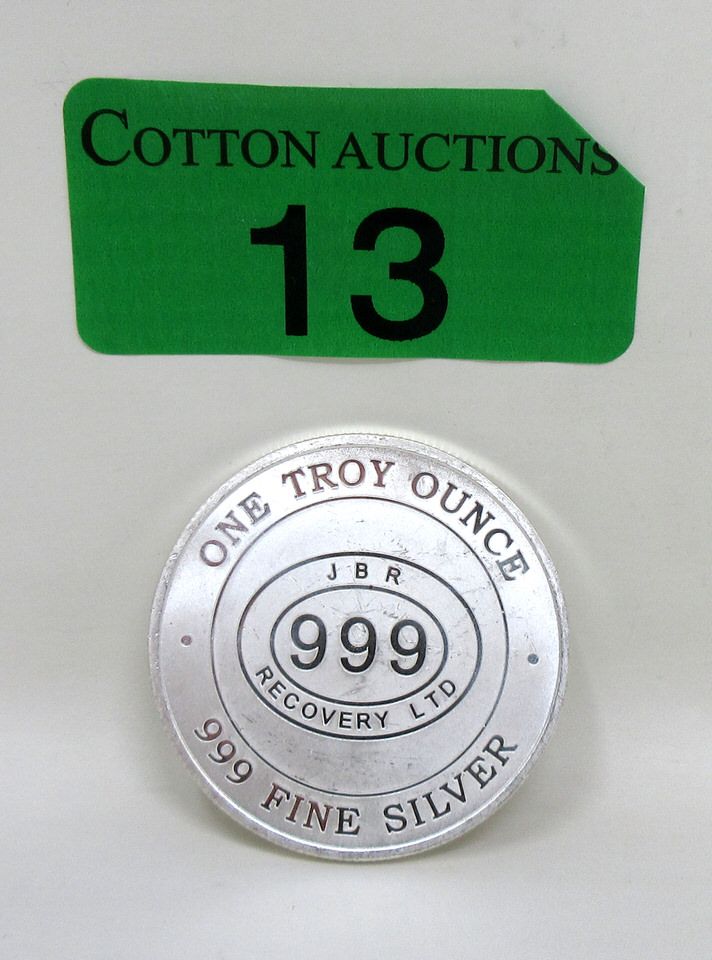 COTTON AUCTIONS
13
ONE TROY OUNCE
JBR
999
RECOVERY LTD
999 FINE SILVER